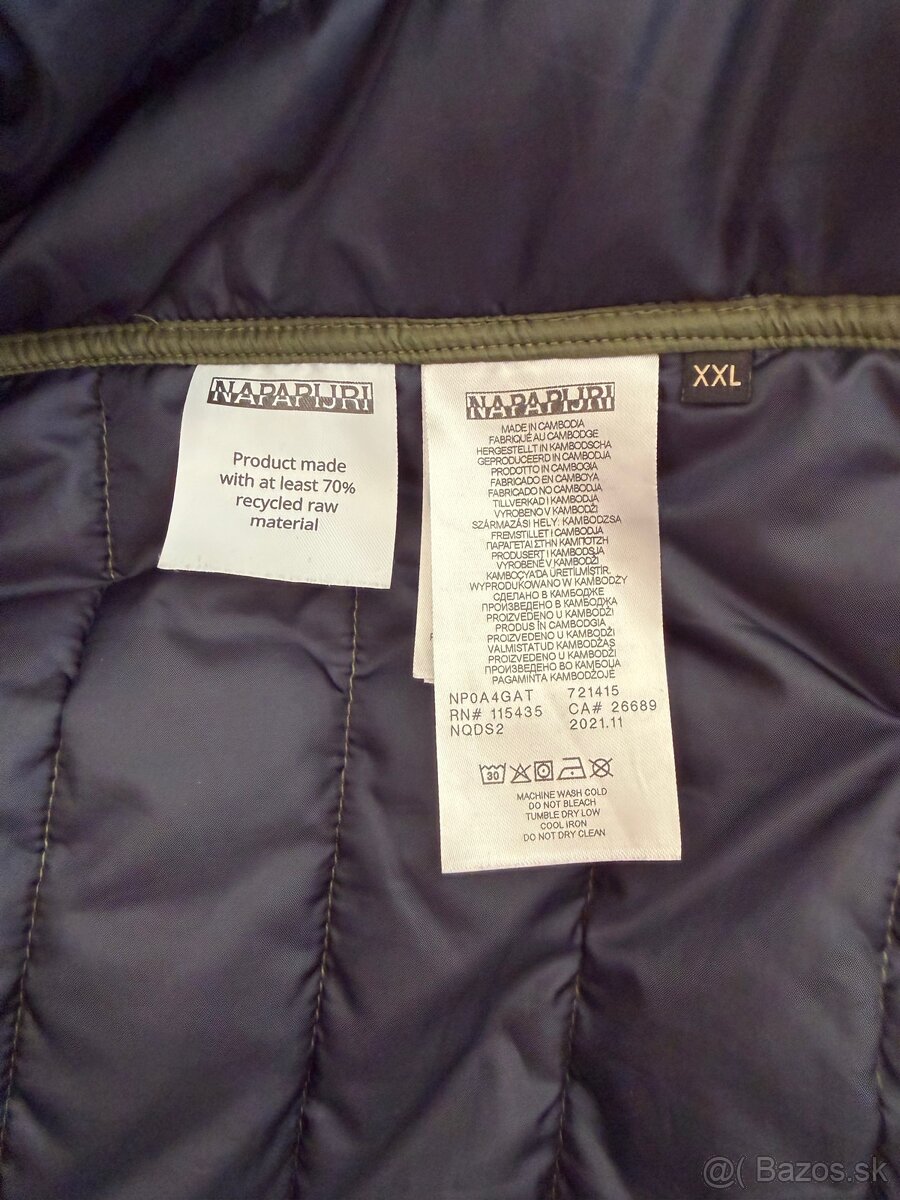 NAPAPIJRI
Product made
with at least 70%
recycled raw
material
NAPAPIJRI
MADE IN CAMBODIA
FABRIQUÉ AU CAMBODGE
HERGESTELLT IN KAMBODSCHA
GEPRODUCEERD IN CAMBODJA
PRODOTTO IN CAMBOGIA
FABRICADO EN CAMBOYA
FABRICADO NO CAMBODJA
TILLVERKAD I KAMBODJA
VYROBENO V KAMBODŽI
SZÁRMAZÁSI HELY: KAMBODZSA
FREMSTILLET I CAMBODJA
ΠΑΡΑΓΕΤΑΙ ΣΤΗΝ ΚΑΜΠΟΤΖΗ
PRODUSERT I KAMBODSJA
VYROBENÉ V KAMBODŽI
KAMBOÇYA'DA ÜRETİLMİŞTİR.
WYPRODUKOWANO W KAMBODŻY
СДЕЛАНО В КАМБОДЖЕ
ПРОИЗВЕДЕНО В КАМБОДЖА
PROIZVEDENO U KAMBODŽI
PRODUS ÎN CAMBODGIA
PROIZVEDENO U KAMBODŽI
VALMISTATUD KAMBODŽAS
PROIZVEDENO U KAMBODŽI
ПРОИЗВЕДЕНО ВО КАМБОЏА
PAGAMINTA KAMBODŽOJE
NP0A4GAT 721415
RN# 115435 CA# 26689
NQDS2 2021.11
30
MACHINE WASH COLD
DO NOT BLEACH
TUMBLE DRY LOW
COOL IRON
DO NOT DRY CLEAN
XXL
@( Bazos.sk